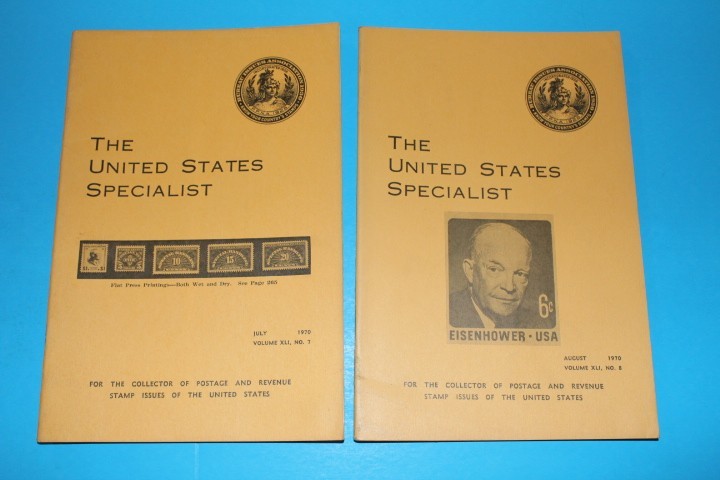 THE
UNITED STATES
SPECIALIST
10
15
20
Flat Press Printings—Both Wet and Dry. See Page 265
JULY 1970
VOLUME XLI, NO. 7
FOR THE COLLECTOR OF POSTAGE AND REVENUE
STAMP ISSUES OF THE UNITED STATES
THE
UNITED STATES
SPECIALIST
6c
EISENHOWER · USA
AUGUST 1970
VOLUME XLI, NO. 8
FOR THE COLLECTOR OF POSTAGE AND REVENUE
STAMP ISSUES OF THE UNITED STATES